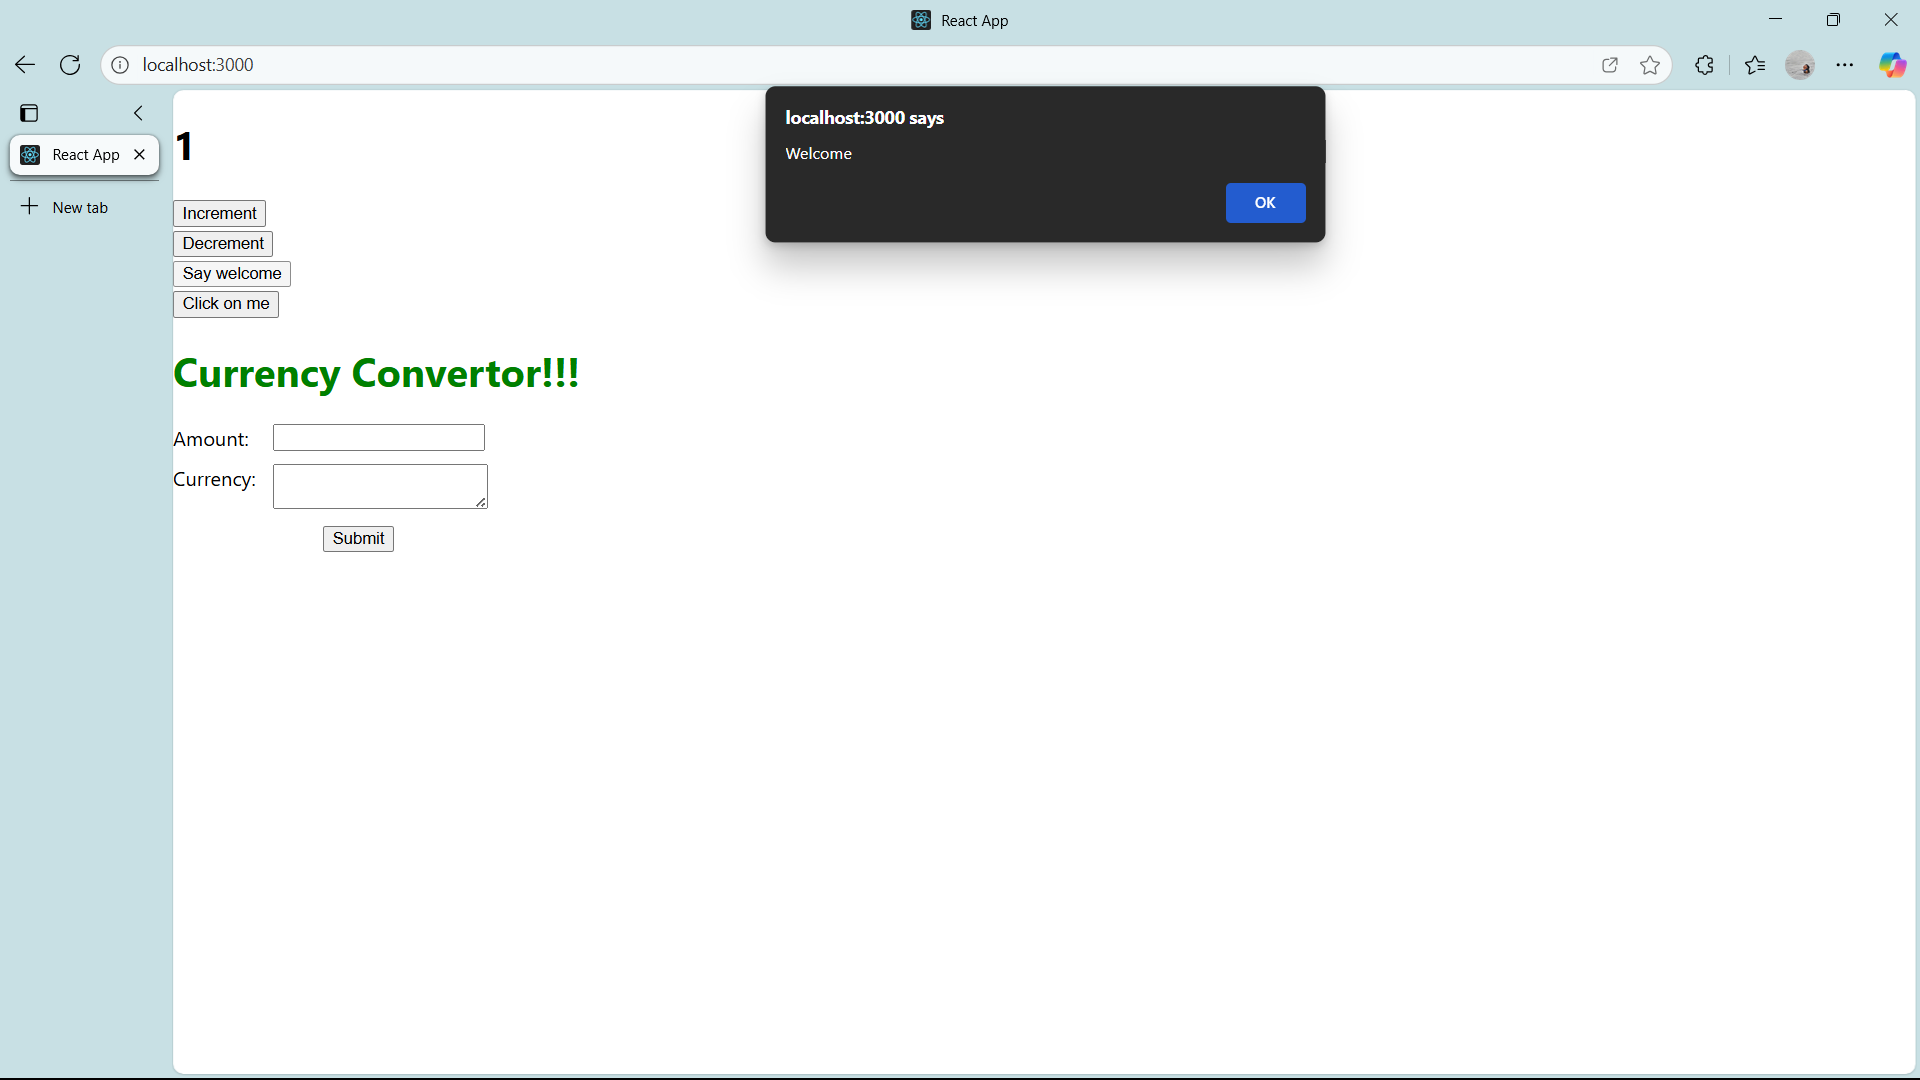 React App
localhost:3000
React App
New tab
localhost:3000 says
Welcome
OK
1
Increment
Decrement
Say welcome
Click on me
Currency Convertor!!!
Amount:
Currency:
Submit